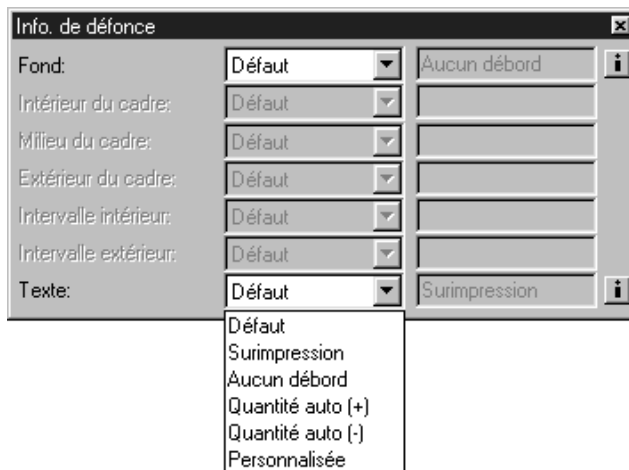 Info. de défonce
Fond: Défaut Aucun débord i
Intérieur du cadre: Défaut
Milieu du cadre: Défaut
Extérieur du cadre: Défaut
Intervalle intérieur: Défaut
Intervalle extérieur: Défaut
Texte: Défaut Surimpression i
Défaut
Surimpression
Aucun débord
Quantité auto (+)
Quantité auto (-)
Personnalisée